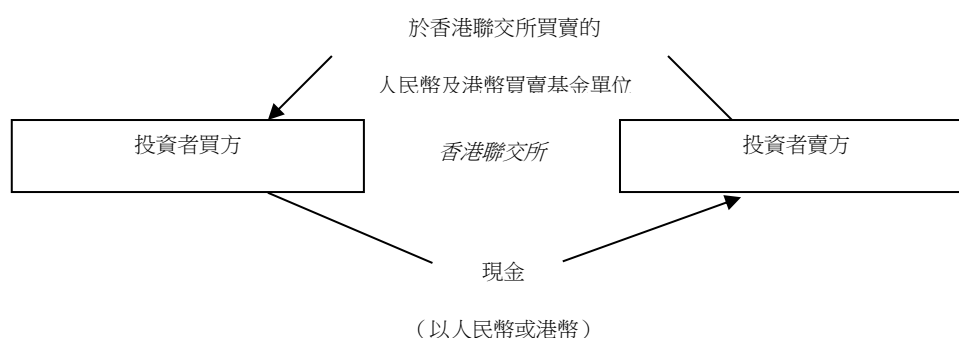 於香港聯交所買賣的
人民幣及港幣買賣基金單位
投資者買方
香港聯交所
投資者賣方
現金
（以人民幣或港幣）